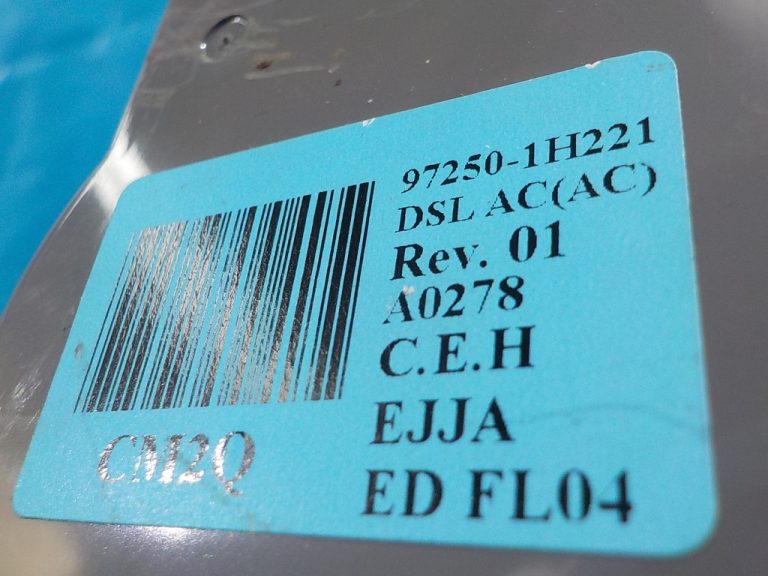 97250-1H221
DSL AC(AC)
Rev. 01
A0278
C.E.H
EJJA
ED FL04
CM2Q